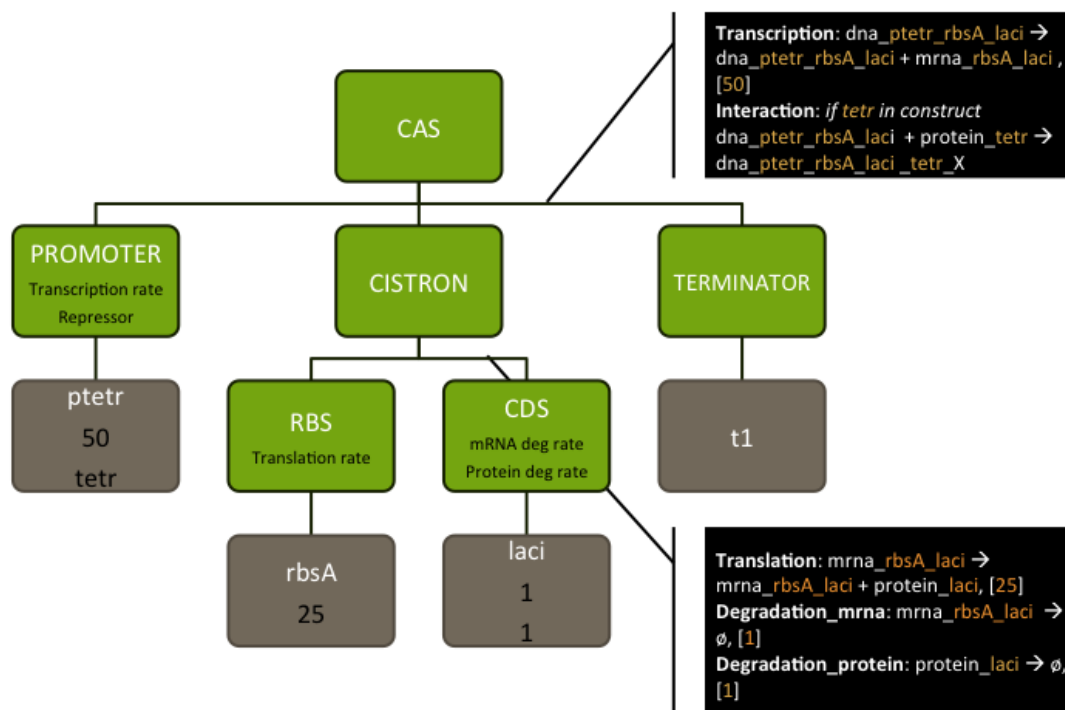 Transcription: dna_ptetr_rbsA_laci →
dna_ptetr_rbsA_laci + mrna_rbsA_laci ,
[50]
Interaction: if tetr in construct
dna_ptetr_rbsA_laci + protein_tetr →
dna_ptetr_rbsA_laci _tetr_X
CAS
PROMOTER
Transcription rate
Repressor
CISTRON
TERMINATOR
ptetr
50
tetr
RBS
Translation rate
CDS
mRNA deg rate
Protein deg rate
t1
rbsA
25
laci
1
1
Translation: mrna_rbsA_laci →
mrna_rbsA_laci + protein_laci, [25]
Degradation_mrna: mrna_rbsA_laci →
ø, [1]
Degradation_protein: protein_laci → ø,
[1]